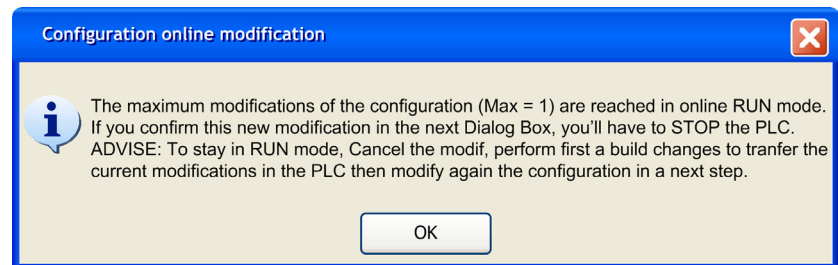 Configuration online modification
The maximum modifications of the configuration (Max = 1) are reached in online RUN mode.
If you confirm this new modification in the next Dialog Box, you'll have to STOP the PLC.
ADVISE: To stay in RUN mode, Cancel the modif, perform first a build changes to tranfer the
current modifications in the PLC then modify again the configuration in a next step.
OK